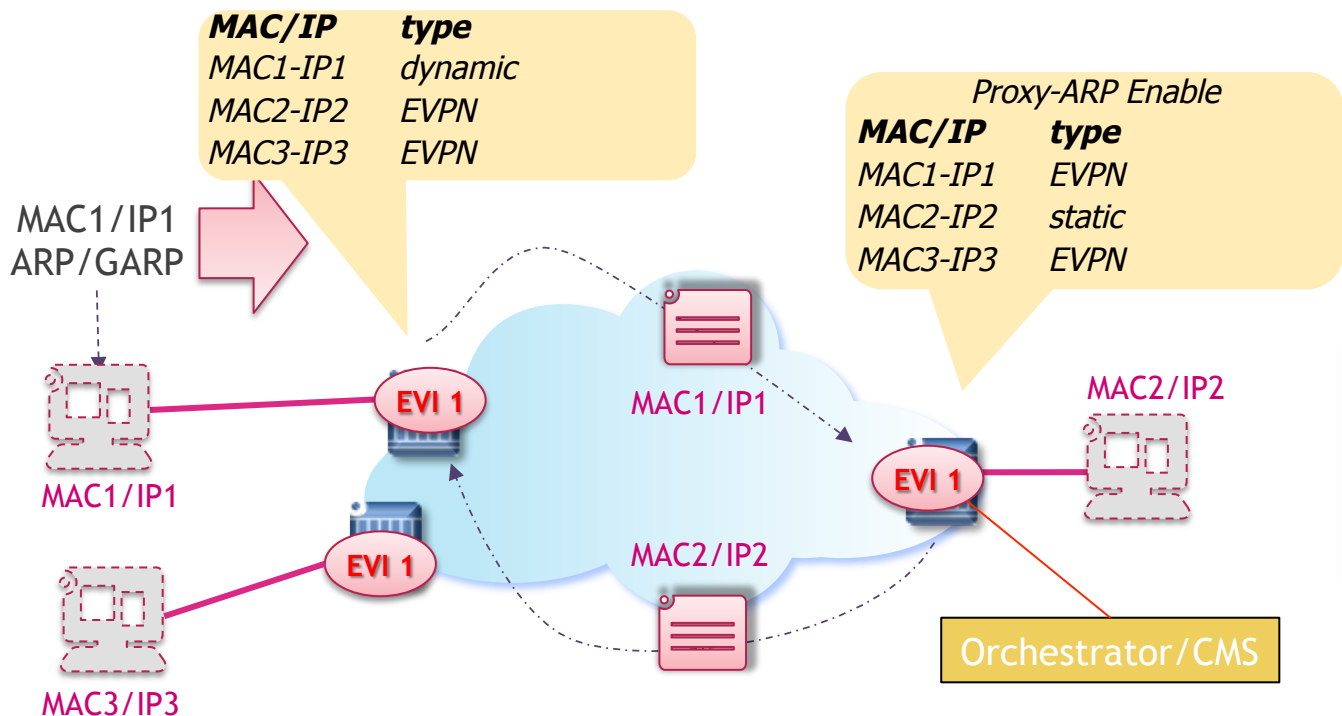 MAC/IP type
MAC1-IP1 dynamic
MAC2-IP2 EVPN
MAC3-IP3 EVPN
Proxy-ARP Enable
MAC/IP type
MAC1-IP1 EVPN
MAC2-IP2 static
MAC3-IP3 EVPN
MAC1/IP1
ARP/GARP
EVI 1
MAC1/IP1
MAC2/IP2
MAC1/IP1
EVI 1
EVI 1
MAC2/IP2
Orchestrator/CMS
MAC3/IP3